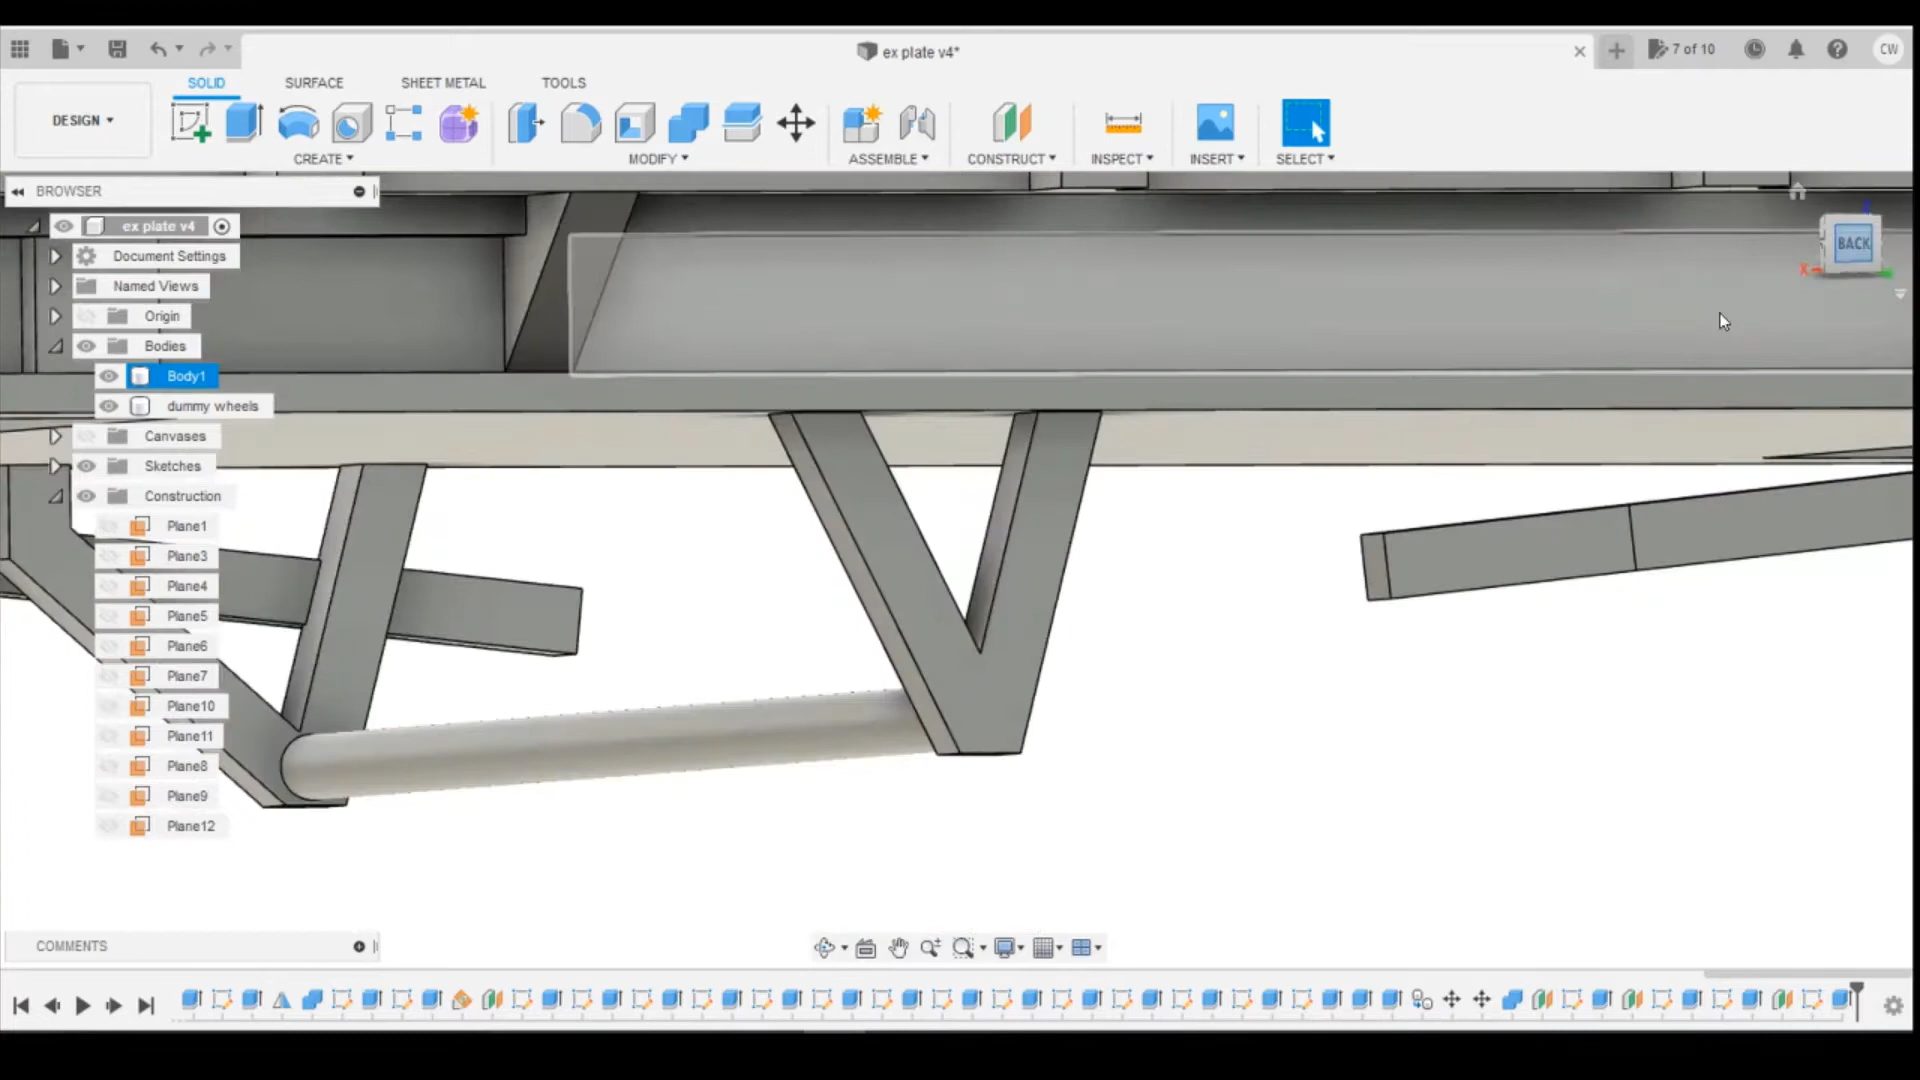 ex plate v4*
7 of 10
CW
SOLID
SURFACE
SHEET METAL
TOOLS
DESIGN
CREATE
MODIFY
ASSEMBLE
CONSTRUCT
INSPECT
INSERT
SELECT
BROWSER
ex plate v4
Document Settings
Named Views
Origin
Bodies
Body1
dummy wheels
Canvases
Sketches
Construction
Plane1
Plane3
Plane4
Plane5
Plane6
Plane7
Plane10
Plane11
Plane8
Plane9
Plane12
BACK
X
COMMENTS